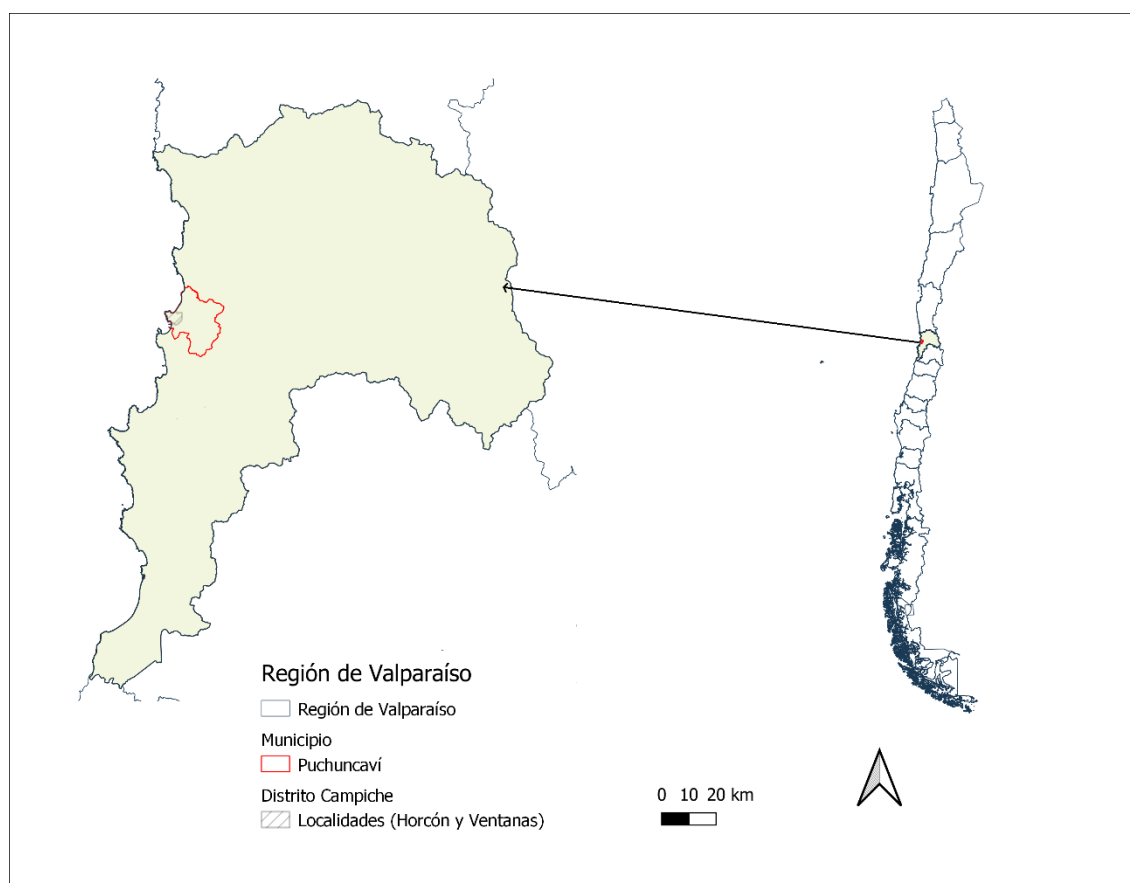 Región de Valparaíso
Región de Valparaíso
Municipio
Puchuncaví
Distrito Campiche
Localidades (Horcón y Ventanas)
0 10 20 km